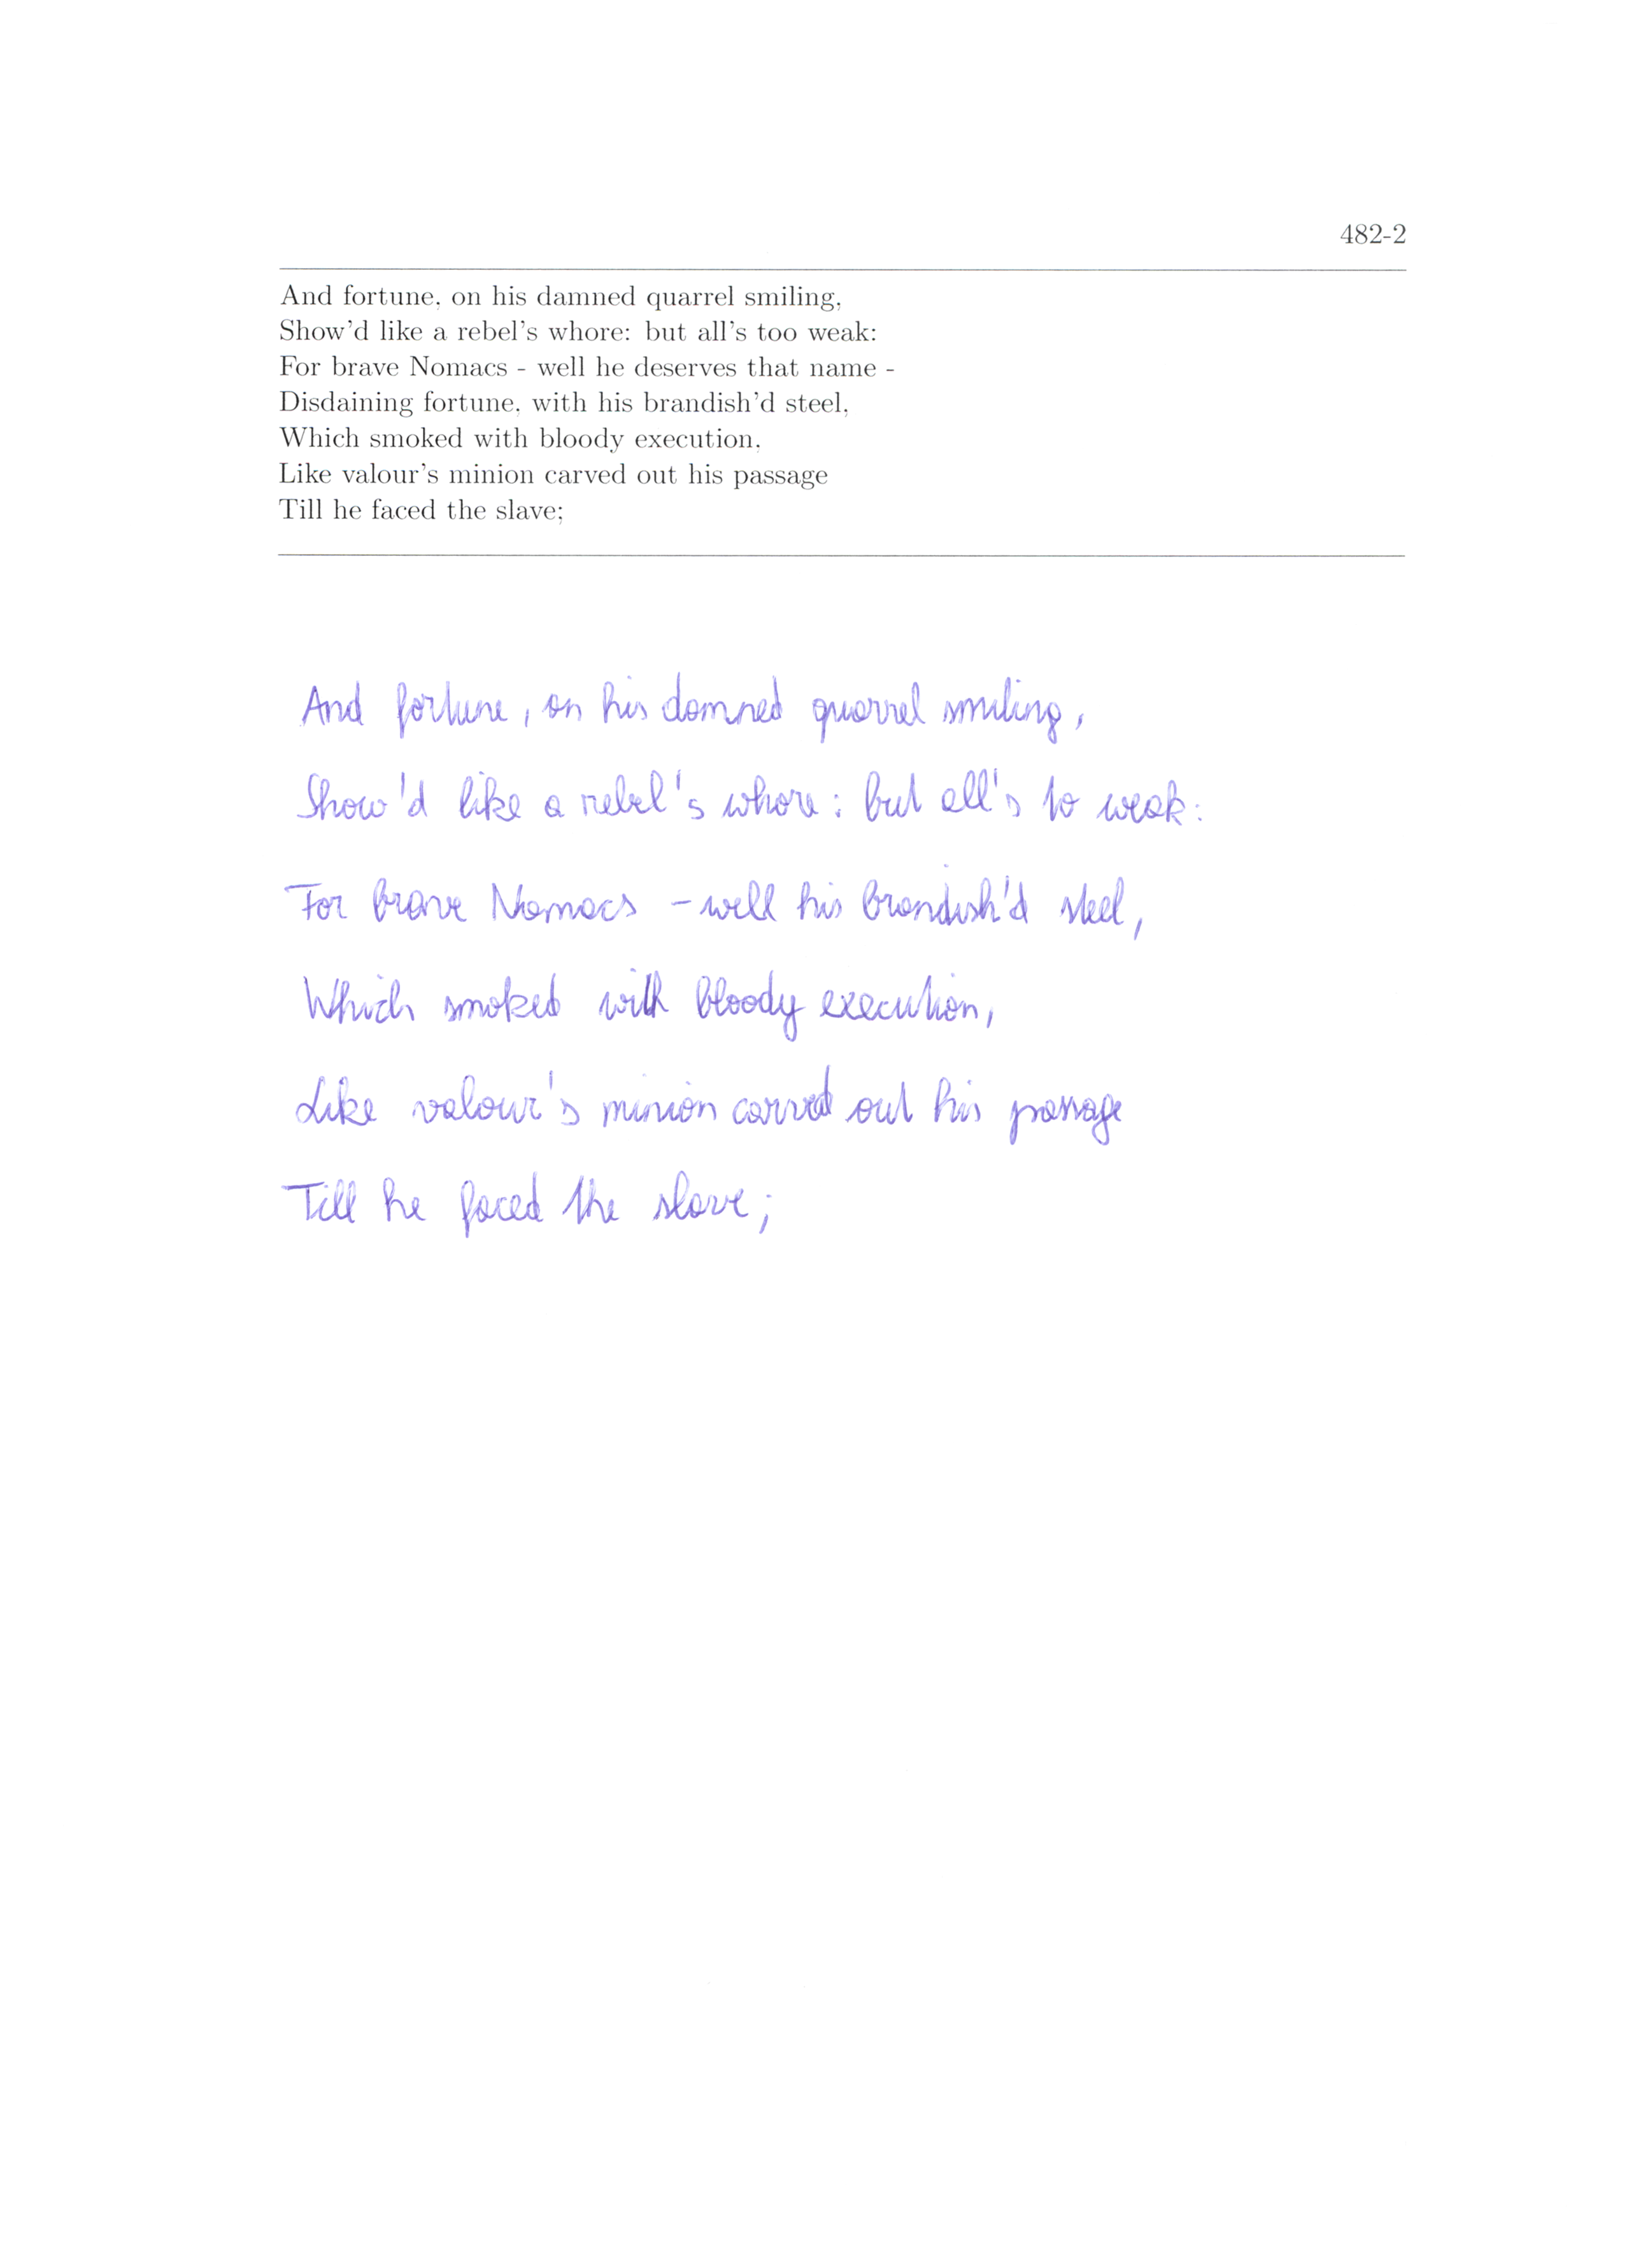 482-2
And fortune, on his damned quarrel smiling,
Show'd like a rebel's whore: but all's too weak:
For brave Nomacs - well he deserves that name -
Disdaining fortune, with his brandish'd steel,
Which smoked with bloody execution,
Like valour's minion carved out his passage
Till he faced the slave;
And fortune, on his damned quarrel smiling,
Show'd like a rebel's whore: but all's to weak:
For brave Nomacs - well his brandish'd steel,
Which smoked with bloody execution,
Like valour's minion carved out his passage
Till he faced the slave;